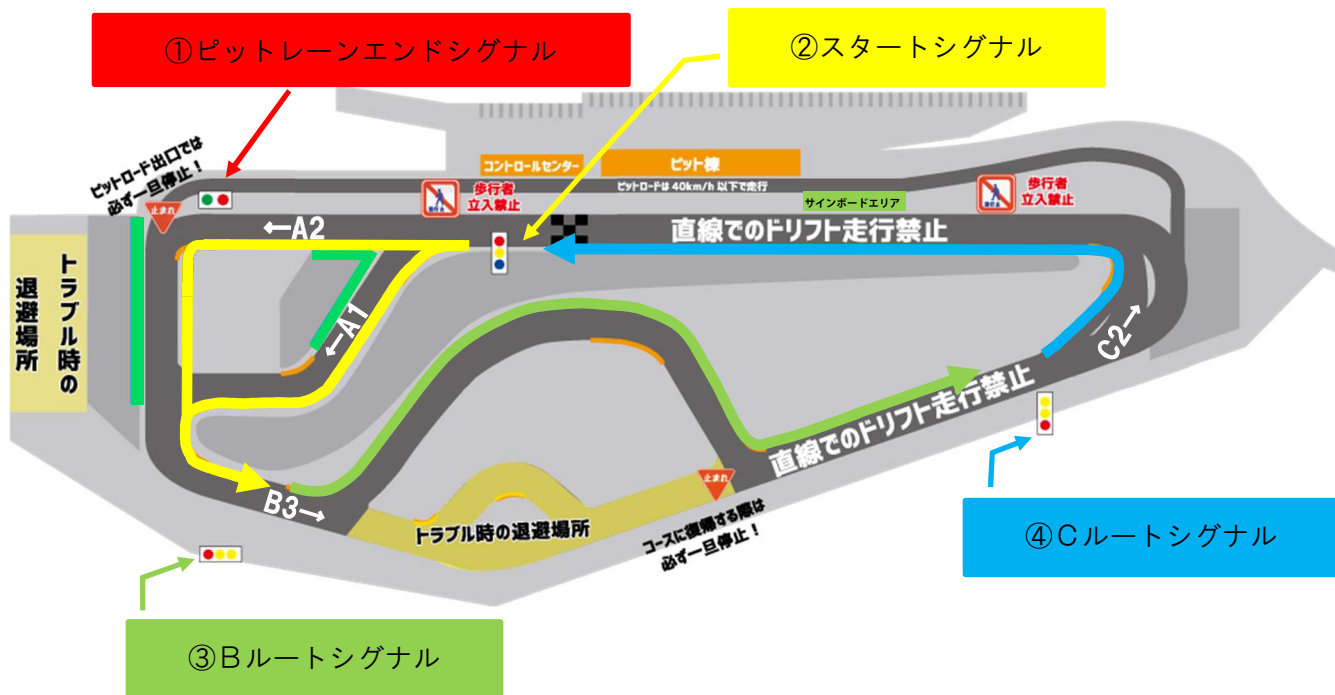 ①ピットレーンエンドシグナル
②スタートシグナル
ピットロード出口では
必ず一旦停止！
止まれ
コントロールセンター
ピット棟
ピットロードは 40km/h 以下で走行
歩行者
立入禁止
サインボードエリア
歩行者
立入禁止
←A2
直線でのドリフト走行禁止
トラブル時の
退避場所
←A1
C2→
直線でのドリフト走行禁止
B3→
トラブル時の退避場所
止まれ
コースに復帰する際は
必ず一旦停止！
④Ｃルートシグナル
③Ｂルートシグナル